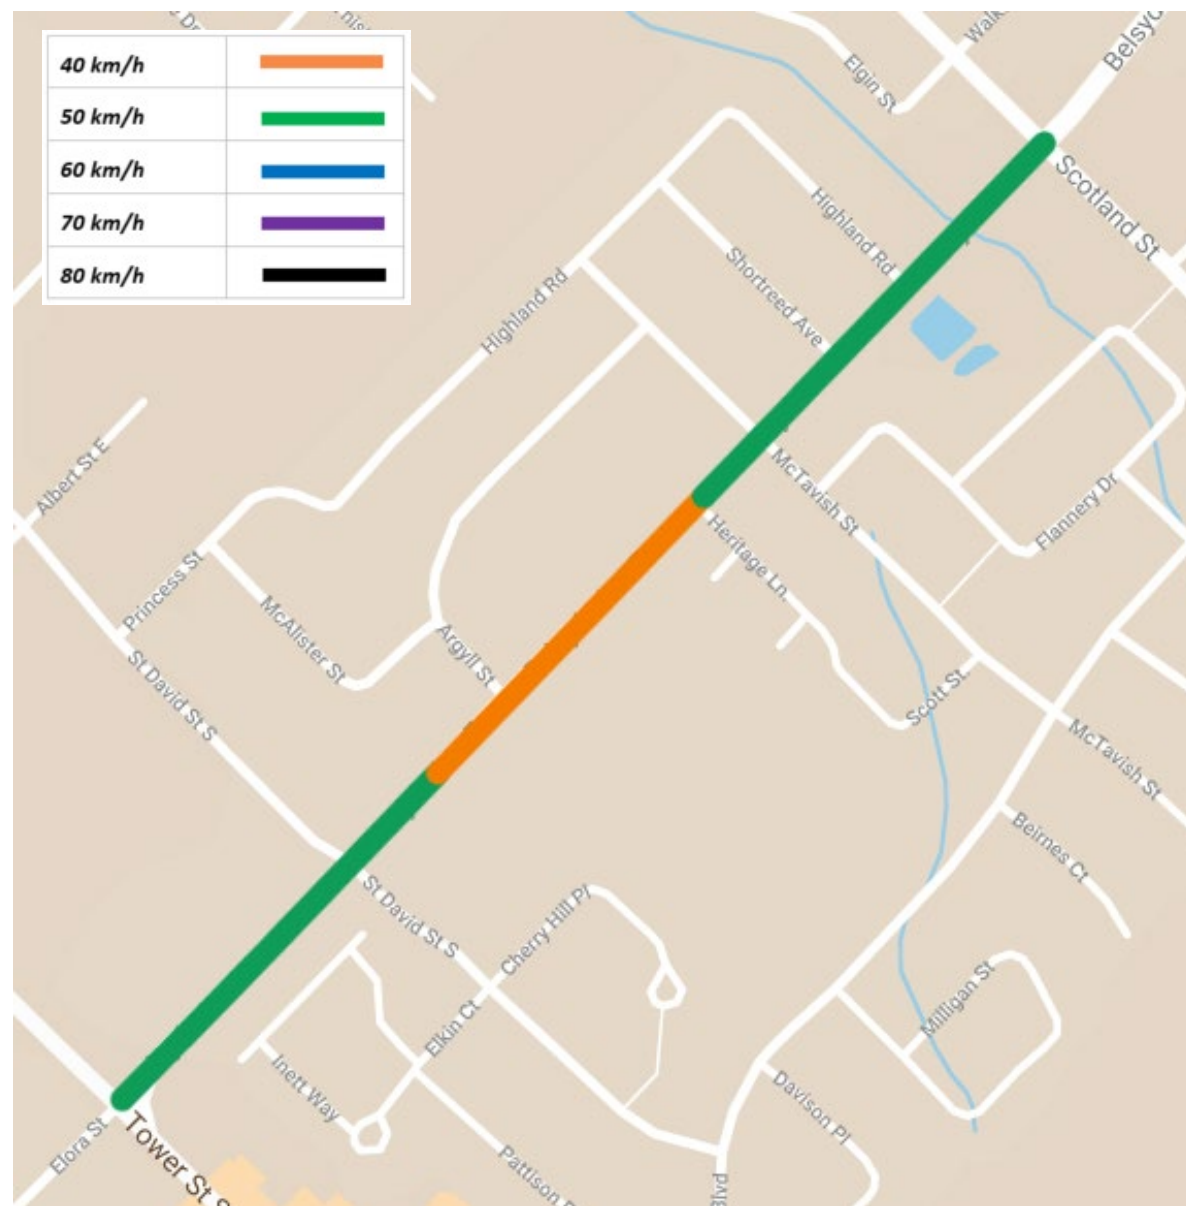 40 km/h
50 km/h
60 km/h
70 km/h
80 km/h
Elgin St
Scotland St
Highland Rd
Shortreed Ave
Highland Rd
Albert St E
McTavish St
Flannery Dr
Heritage Ln.
Princess St
McAlister St
Argyll St
St David St S
Scott St
McTavish St
Beirnes Ct
St David St S
Cherry Hill Pl
Milligan St
Elkin Ct
Inett Way
Davison Pl
Elora St
Tower St S
Pattison
Blvd